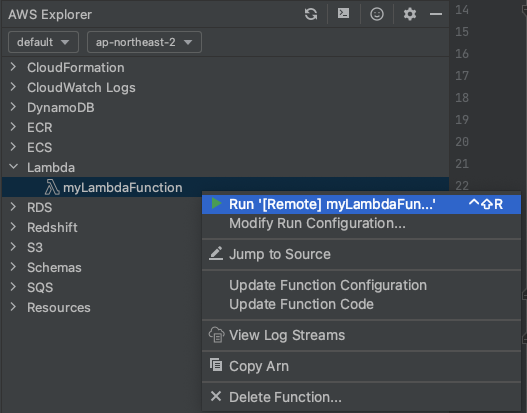 AWS Explorer
default
ap-northeast-2
CloudFormation
CloudWatch Logs
DynamoDB
ECR
ECS
Lambda
myLambdaFunction
RDS
Redshift
S3
Schemas
SQS
Resources
14
15
16
17
18
19
20
21
22
Run '[Remote] myLambdaFun...' ^⇧R
Modify Run Configuration...
Jump to Source
Update Function Configuration
Update Function Code
View Log Streams
Copy Arn
Delete Function...